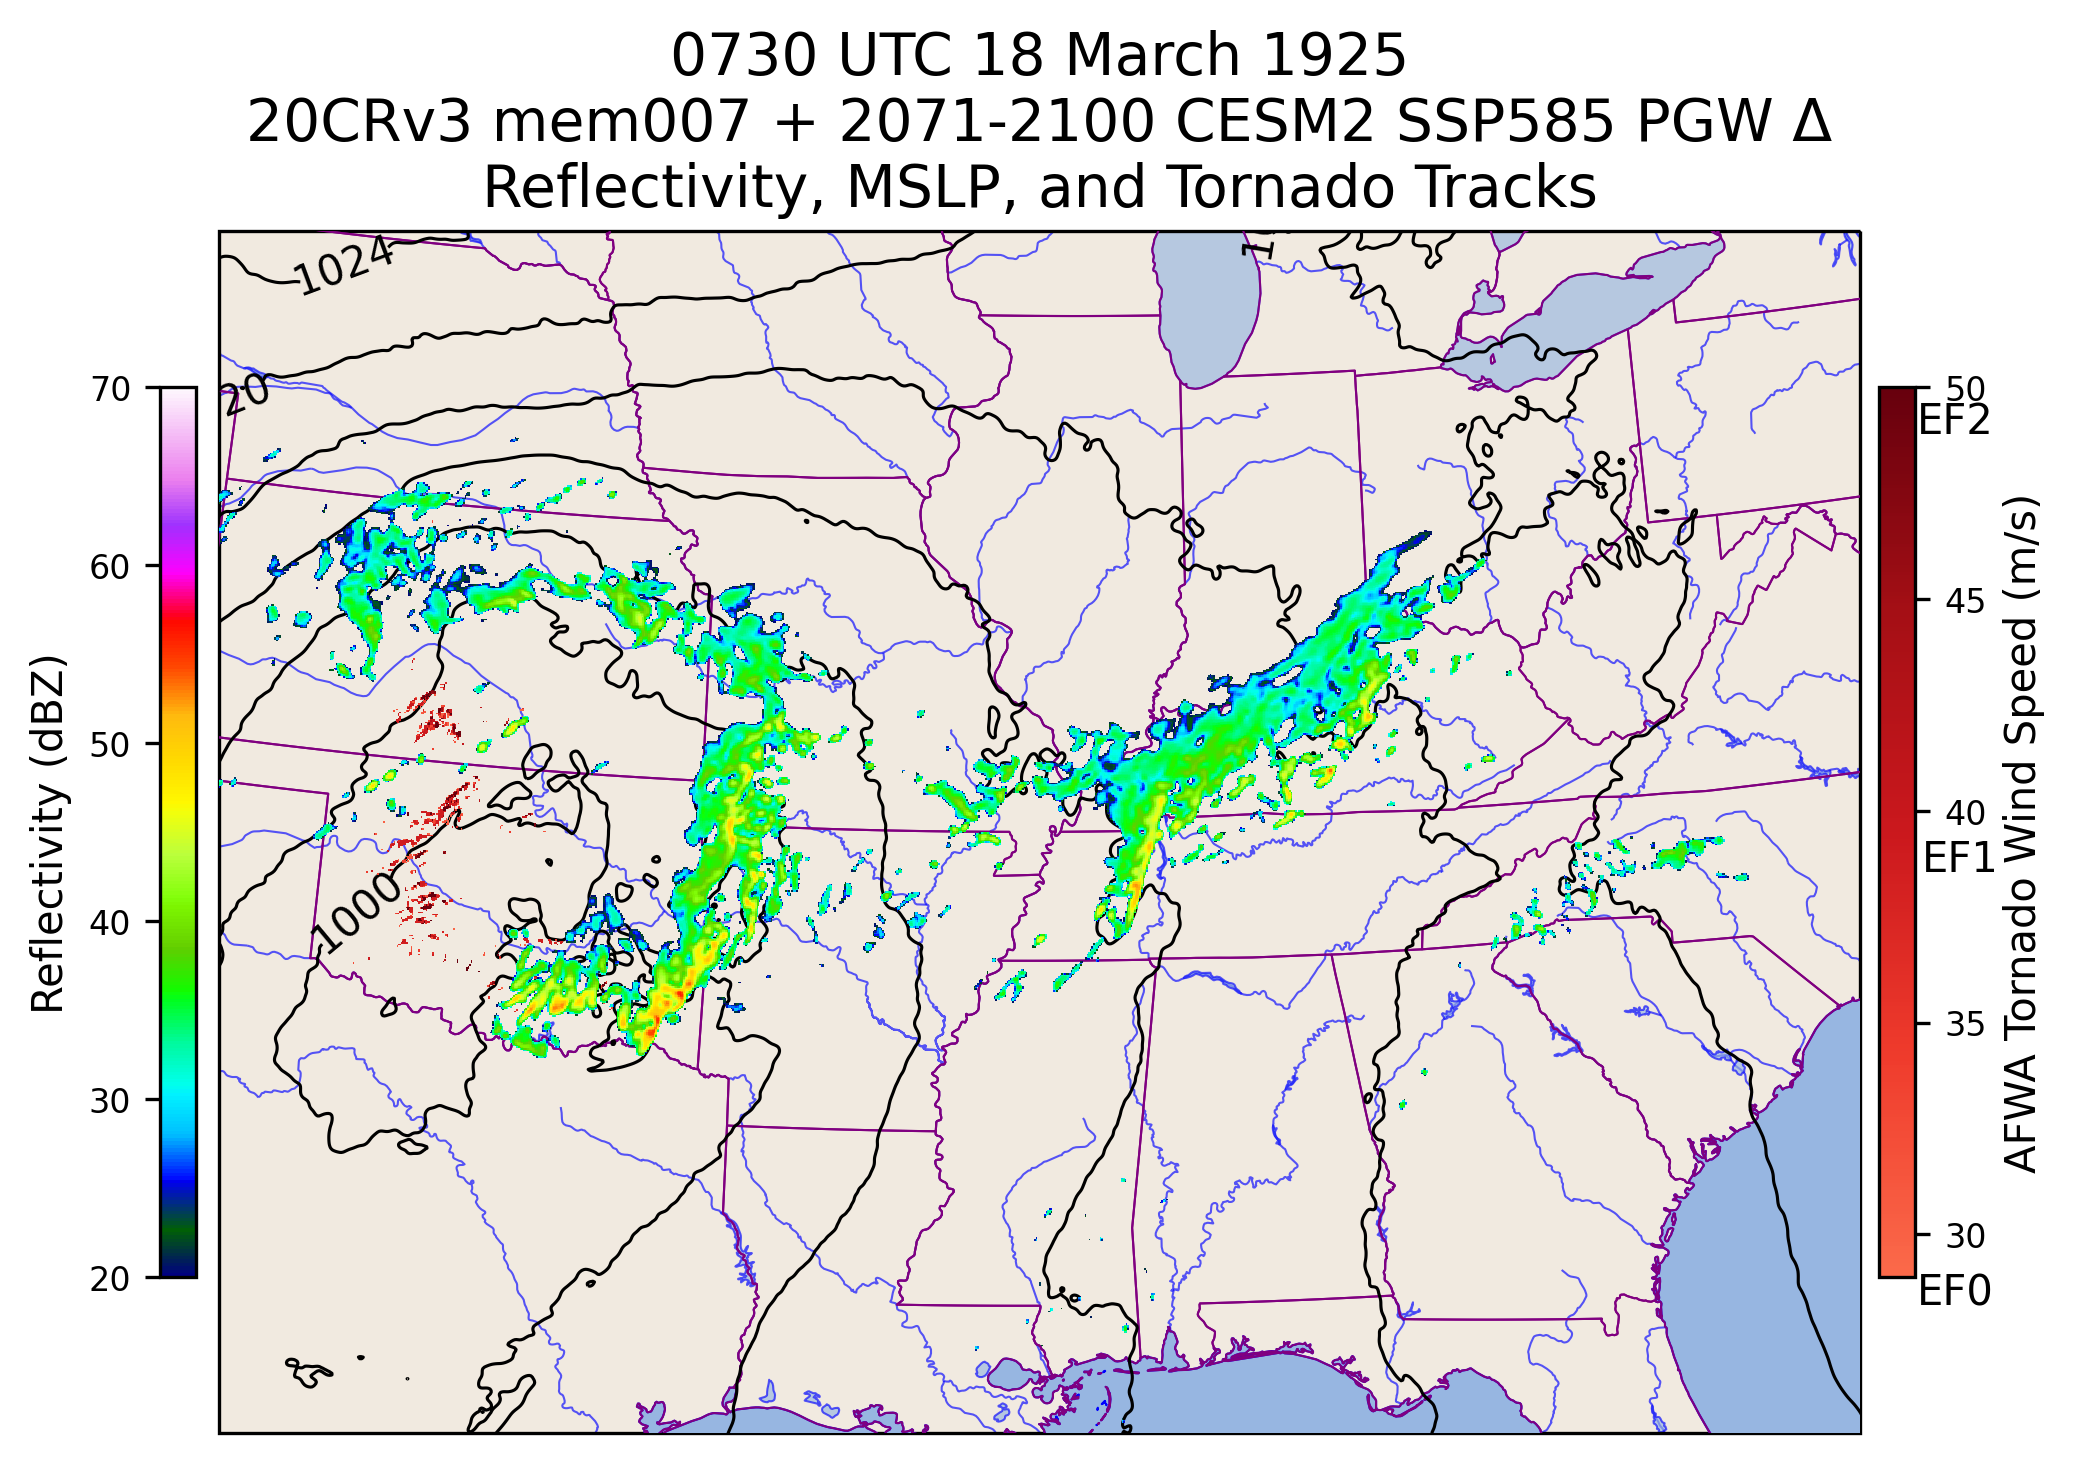 0730 UTC 18 March 1925
20CRv3 mem007 + 2071-2100 CESM2 SSP585 PGW Δ
Reflectivity, MSLP, and Tornado Tracks
1024
20
1000
70
60
50
40
30
20
Reflectivity (dBZ)
50
EF2
45
40
EF1
35
30
EF0
AFWA Tornado Wind Speed (m/s)